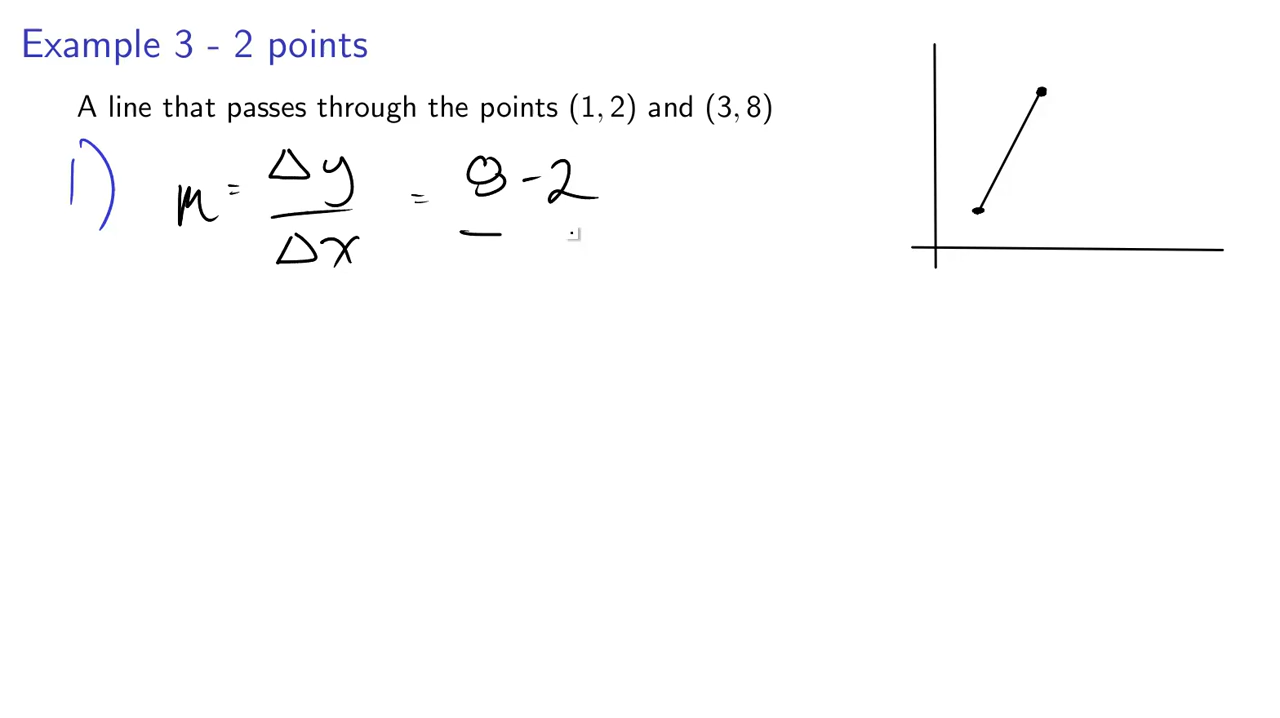 Example 3 - 2 points
A line that passes through the points (1, 2) and (3, 8)
1) m = Δy / Δx = 8 - 2